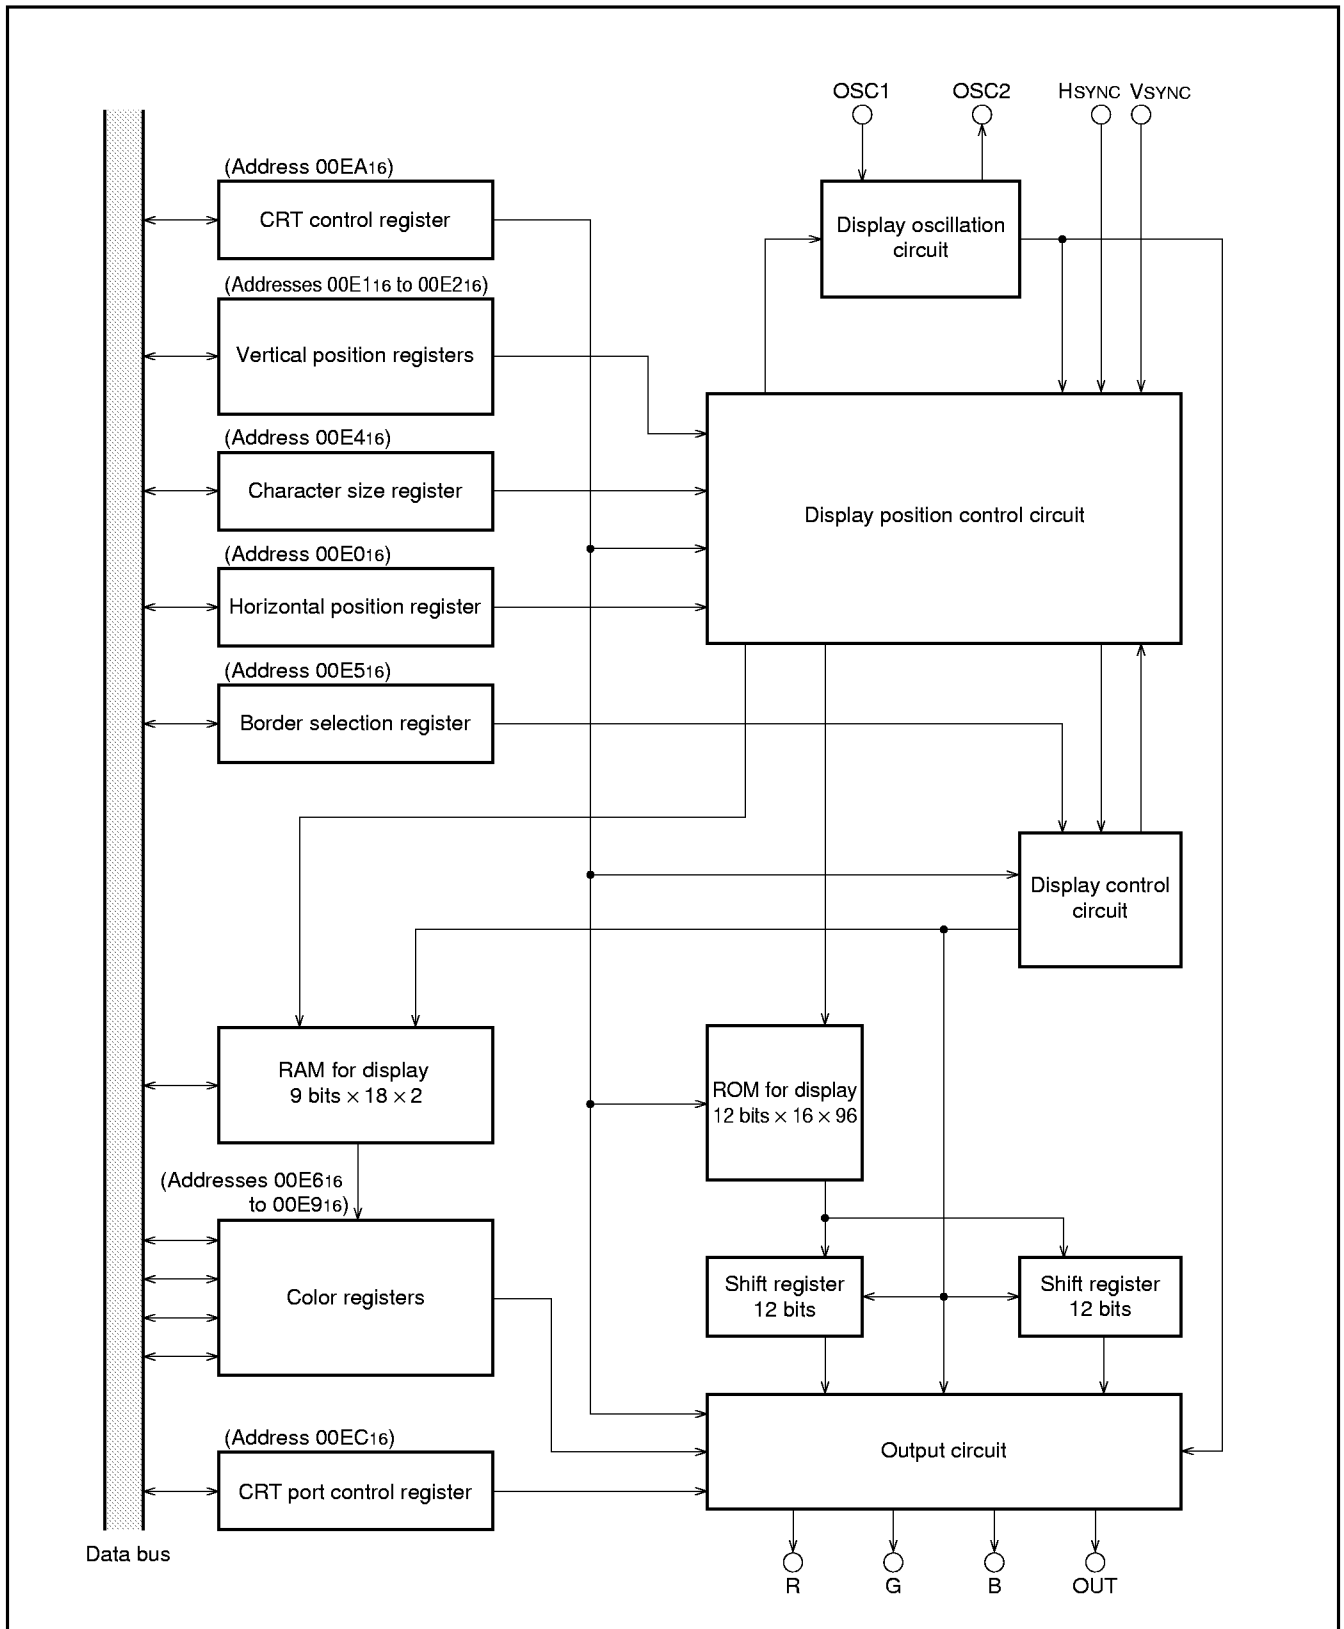 OSC1 OSC2 HSYNC VSYNC
(Address 00EA16)
CRT control register
Display oscillation
circuit
(Addresses 00E116 to 00E216)
Vertical position registers
(Address 00E416)
Character size register
Display position control circuit
(Address 00E016)
Horizontal position register
(Address 00E516)
Border selection register
Display control
circuit
RAM for display
9 bits × 18 × 2
ROM for display
12 bits × 16 × 96
(Addresses 00E616
to 00E916)
Color registers
Shift register
12 bits
Shift register
12 bits
(Address 00EC16)
CRT port control register
Output circuit
Data bus
R G B OUT